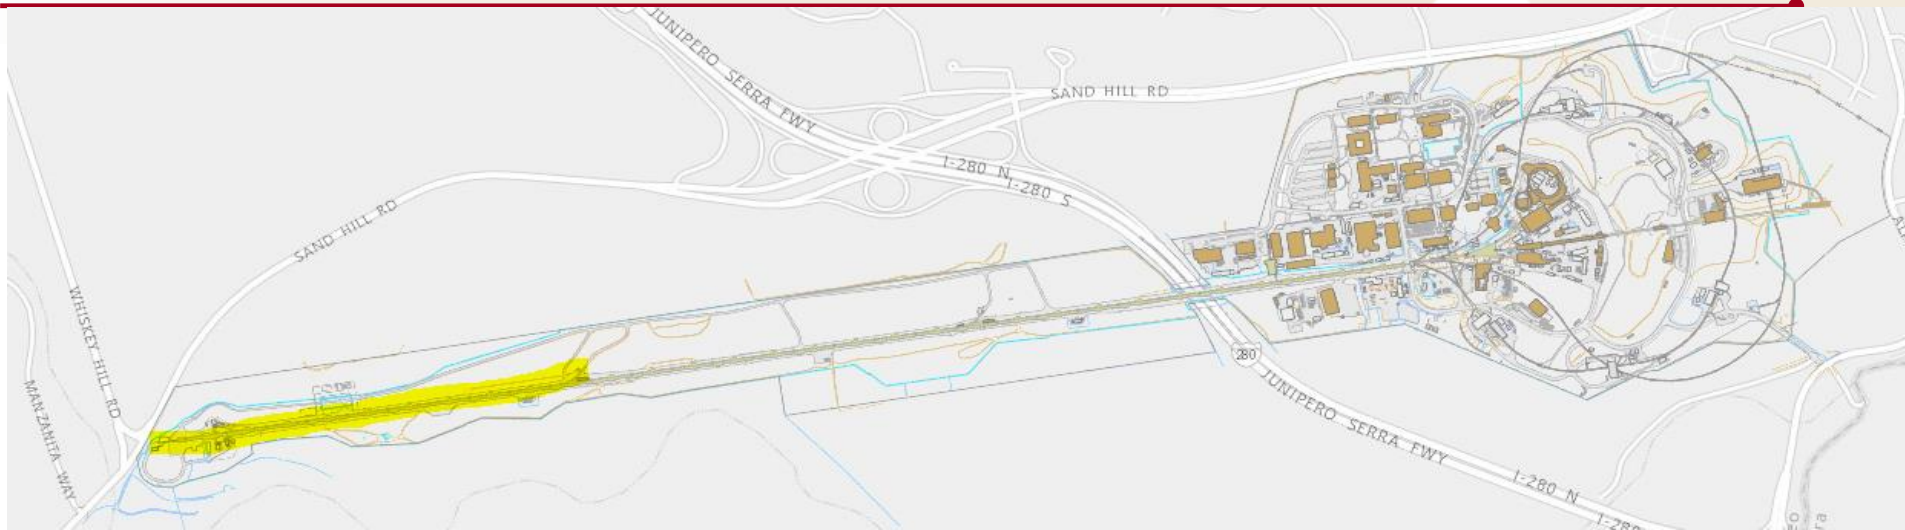 JUNIPERO SERRA FWY
SAND HILL RD
I-280 N
I-280 S
SAND HILL RD
WHISKEY HILL RD
MANZANITA WAY
280
JUNIPERO SERRA FWY
I-280 N
I-280